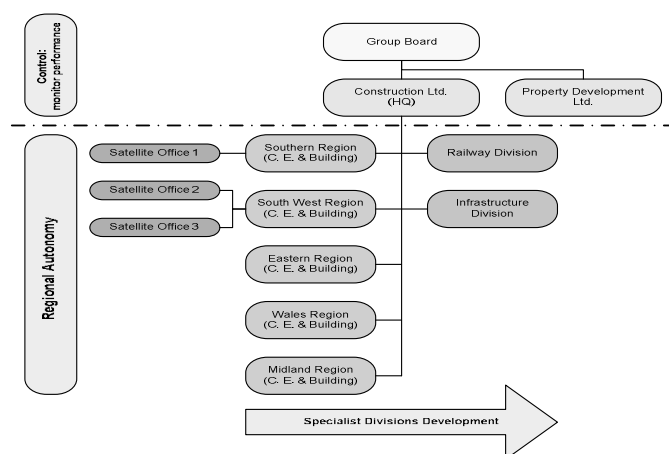 Group Board
Control:
monitor performance
Construction Ltd.
(HQ)
Property Development
Ltd.
Satellite Office 1
Southern Region
(C. E. & Building)
Railway Division
Satellite Office 2
South West Region
(C. E. & Building)
Infrastructure
Division
Satellite Office 3
Regional Autonomy
Eastern Region
(C. E. & Building)
Wales Region
(C. E. & Building)
Midland Region
(C. E. & Building)
Specialist Divisions Development